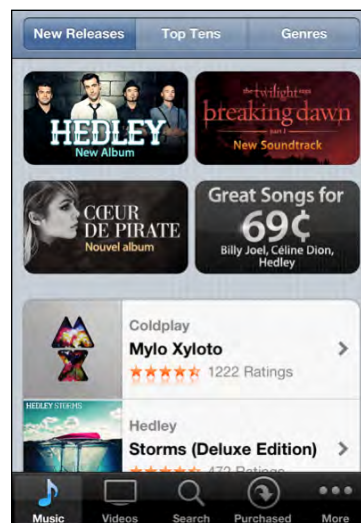 New Releases Top Tens Genres
HEDLEY
New Album
the twilight saga
breaking dawn
part 1
New Soundtrack
CŒUR
DE PIRATE
Nouvel album
Great Songs for
69¢
Billy Joel, Céline Dion,
Hedley
Coldplay
Mylo Xyloto
1222 Ratings
HEDLEY STORMS
Hedley
Storms (Deluxe Edition)
472 Ratings
Music Videos Search Purchased More